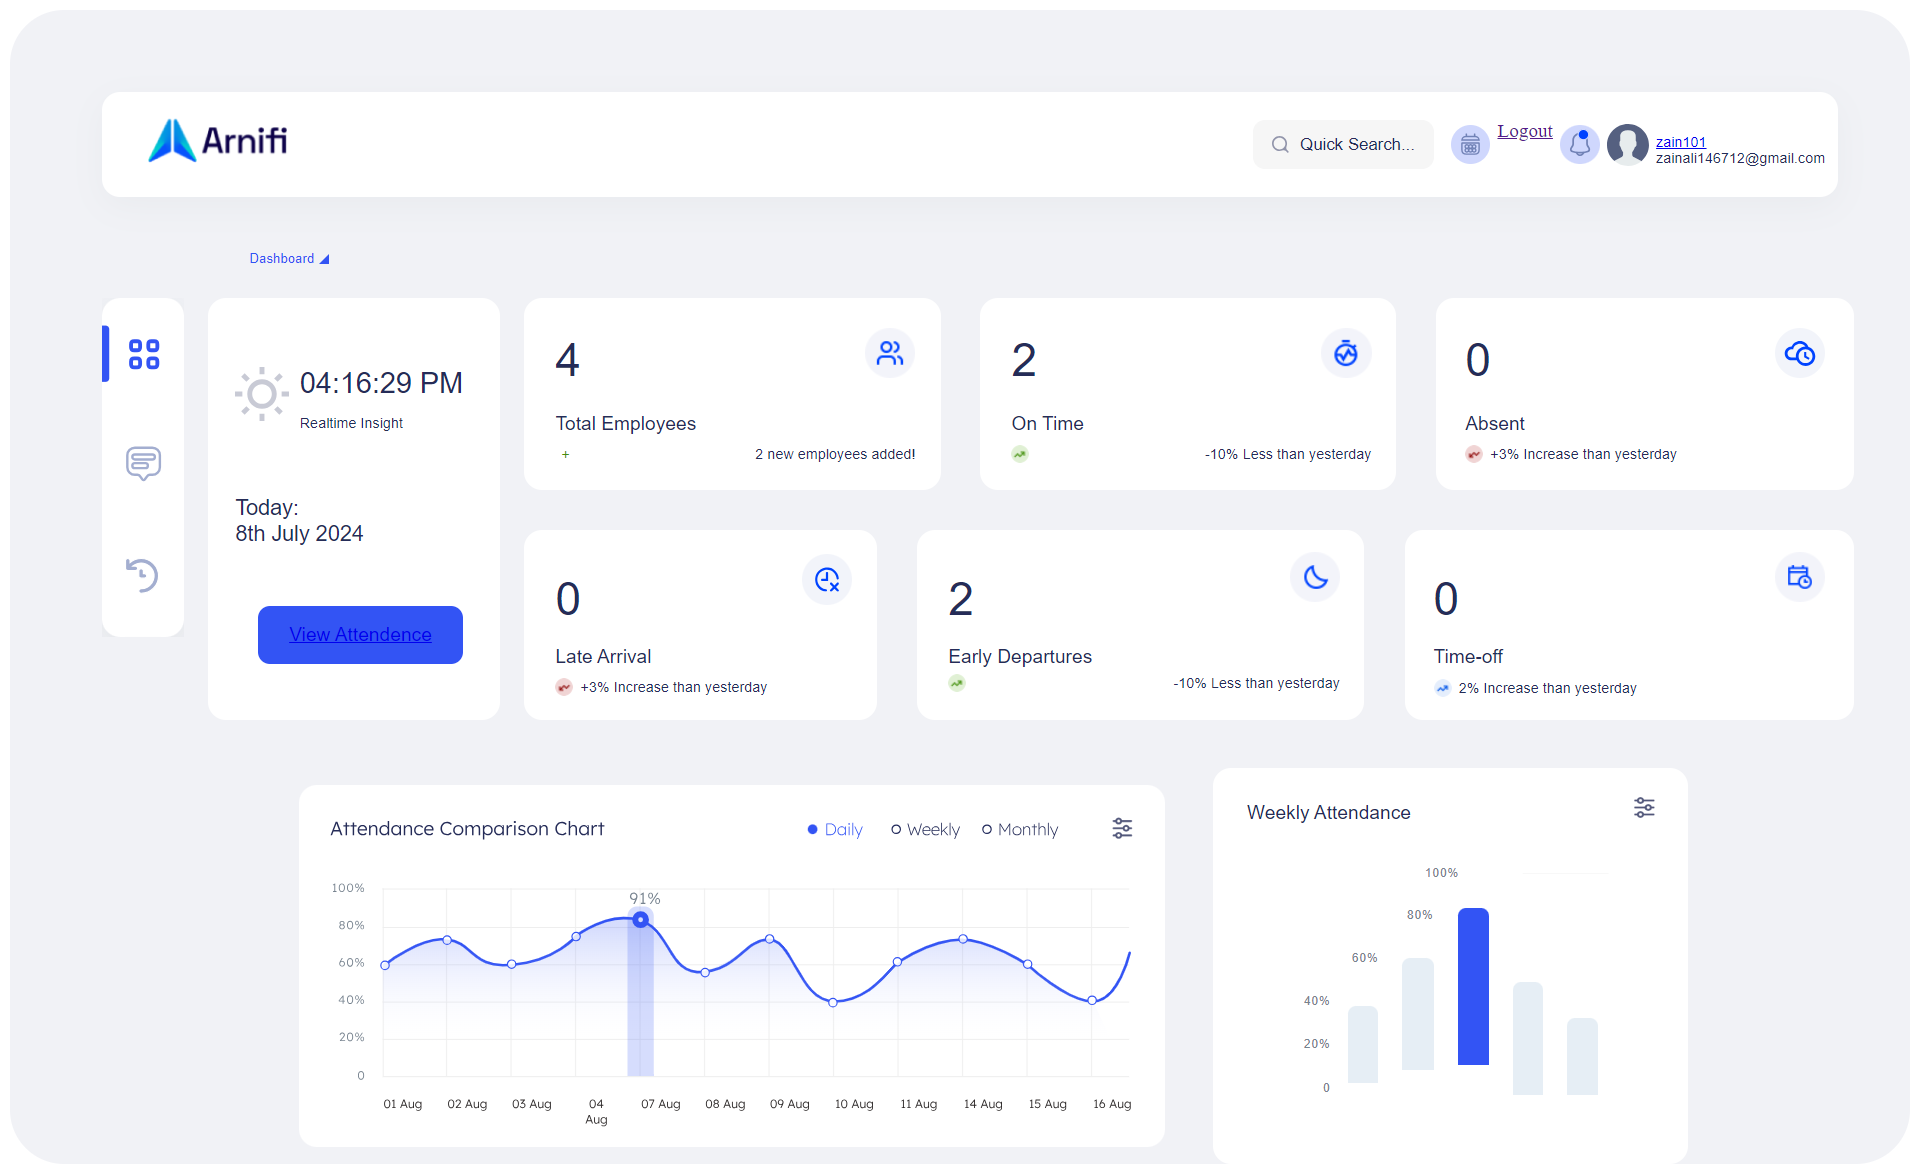 Arnifi
Quick Search...
Logout
zain101
zainali146712@gmail.com
Dashboard
04:16:29 PM
Realtime Insight
Today:
8th July 2024
View Attendence
4
Total Employees
+
2 new employees added!
2
On Time
-10% Less than yesterday
0
Absent
+3% Increase than yesterday
0
Late Arrival
+3% Increase than yesterday
2
Early Departures
-10% Less than yesterday
0
Time-off
2% Increase than yesterday
Attendance Comparison Chart
Daily
Weekly
Monthly
100%
80%
60%
40%
20%
0
91%
01 Aug
02 Aug
03 Aug
04
Aug
07 Aug
08 Aug
09 Aug
10 Aug
11 Aug
14 Aug
15 Aug
16 Aug
Weekly Attendance
100%
80%
60%
40%
20%
0